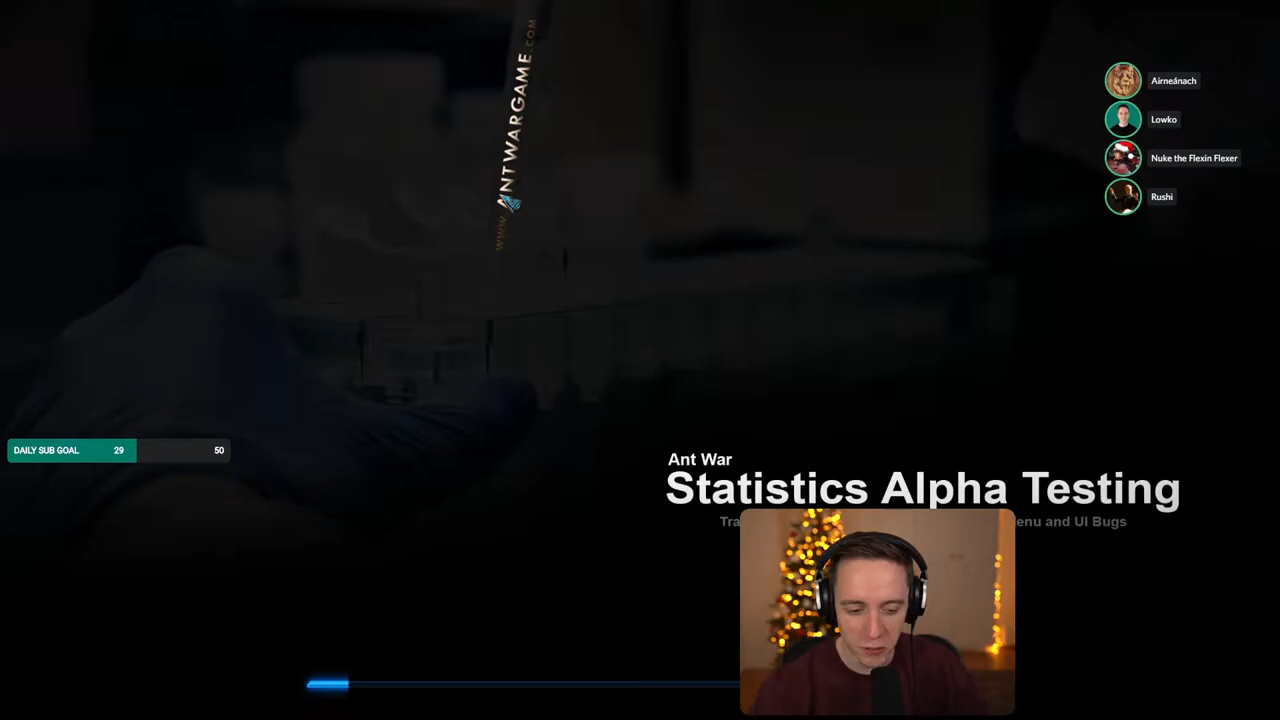 WWW.ANTWARGAME.COM
Airneánach
Lowko
Nuke the Flexin Flexer
Rushi
DAILY SUB GOAL 29 50
Ant War
Statistics Alpha Testing
and UI Bugs